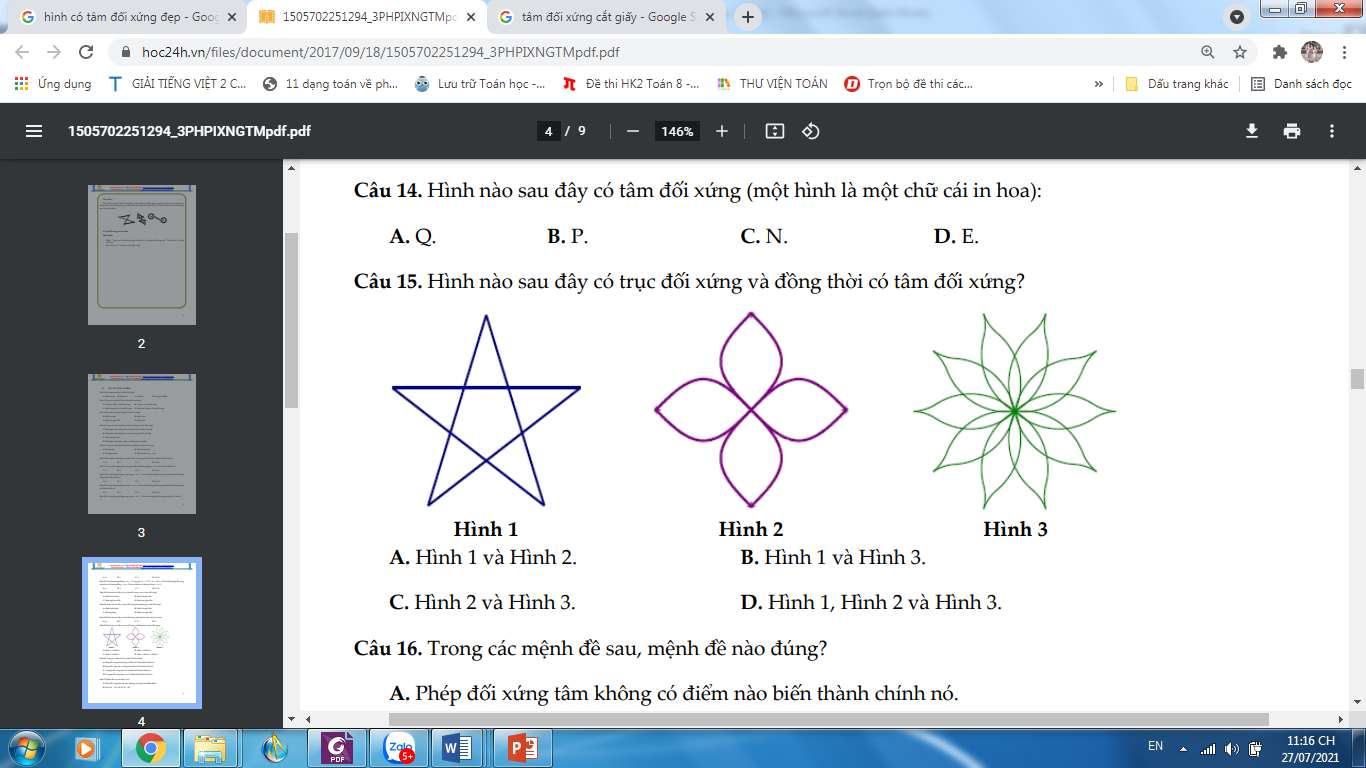 hình có tâm đối xứng đẹp - Goo
1505702251294_3PHPIXNGTMpd
tâm đối xứng cắt giấy - Google S
hoc24h.vn/files/document/2017/09/18/1505702251294_3PHPIXNGTMpdf.pdf
Ứng dụng
GIẢI TIẾNG VIỆT 2 C...
11 dạng toán về ph...
Lưu trữ Toán học -...
Đề thi HK2 Toán 8 -...
THƯ VIỆN TOÁN
Trọn bộ đề thi các...
»
Dấu trang khác
Danh sách đọc
1505702251294_3PHPIXNGTMpdf.pdf
4 / 9
146%
2
3
4
Câu 14. Hình nào sau đây có tâm đối xứng (một hình là một chữ cái in hoa):
A. Q. B. P. C. N. D. E.
Câu 15. Hình nào sau đây có trục đối xứng và đồng thời có tâm đối xứng?
Hình 1 Hình 2 Hình 3
A. Hình 1 và Hình 2. B. Hình 1 và Hình 3.
C. Hình 2 và Hình 3. D. Hình 1, Hình 2 và Hình 3.
Câu 16. Trong các mệnh đề sau, mệnh đề nào đúng?
A. Phép đối xứng tâm không có điểm nào biến thành chính nó.
PDF
Zalo
5+
EN
11:16 CH
27/07/2021